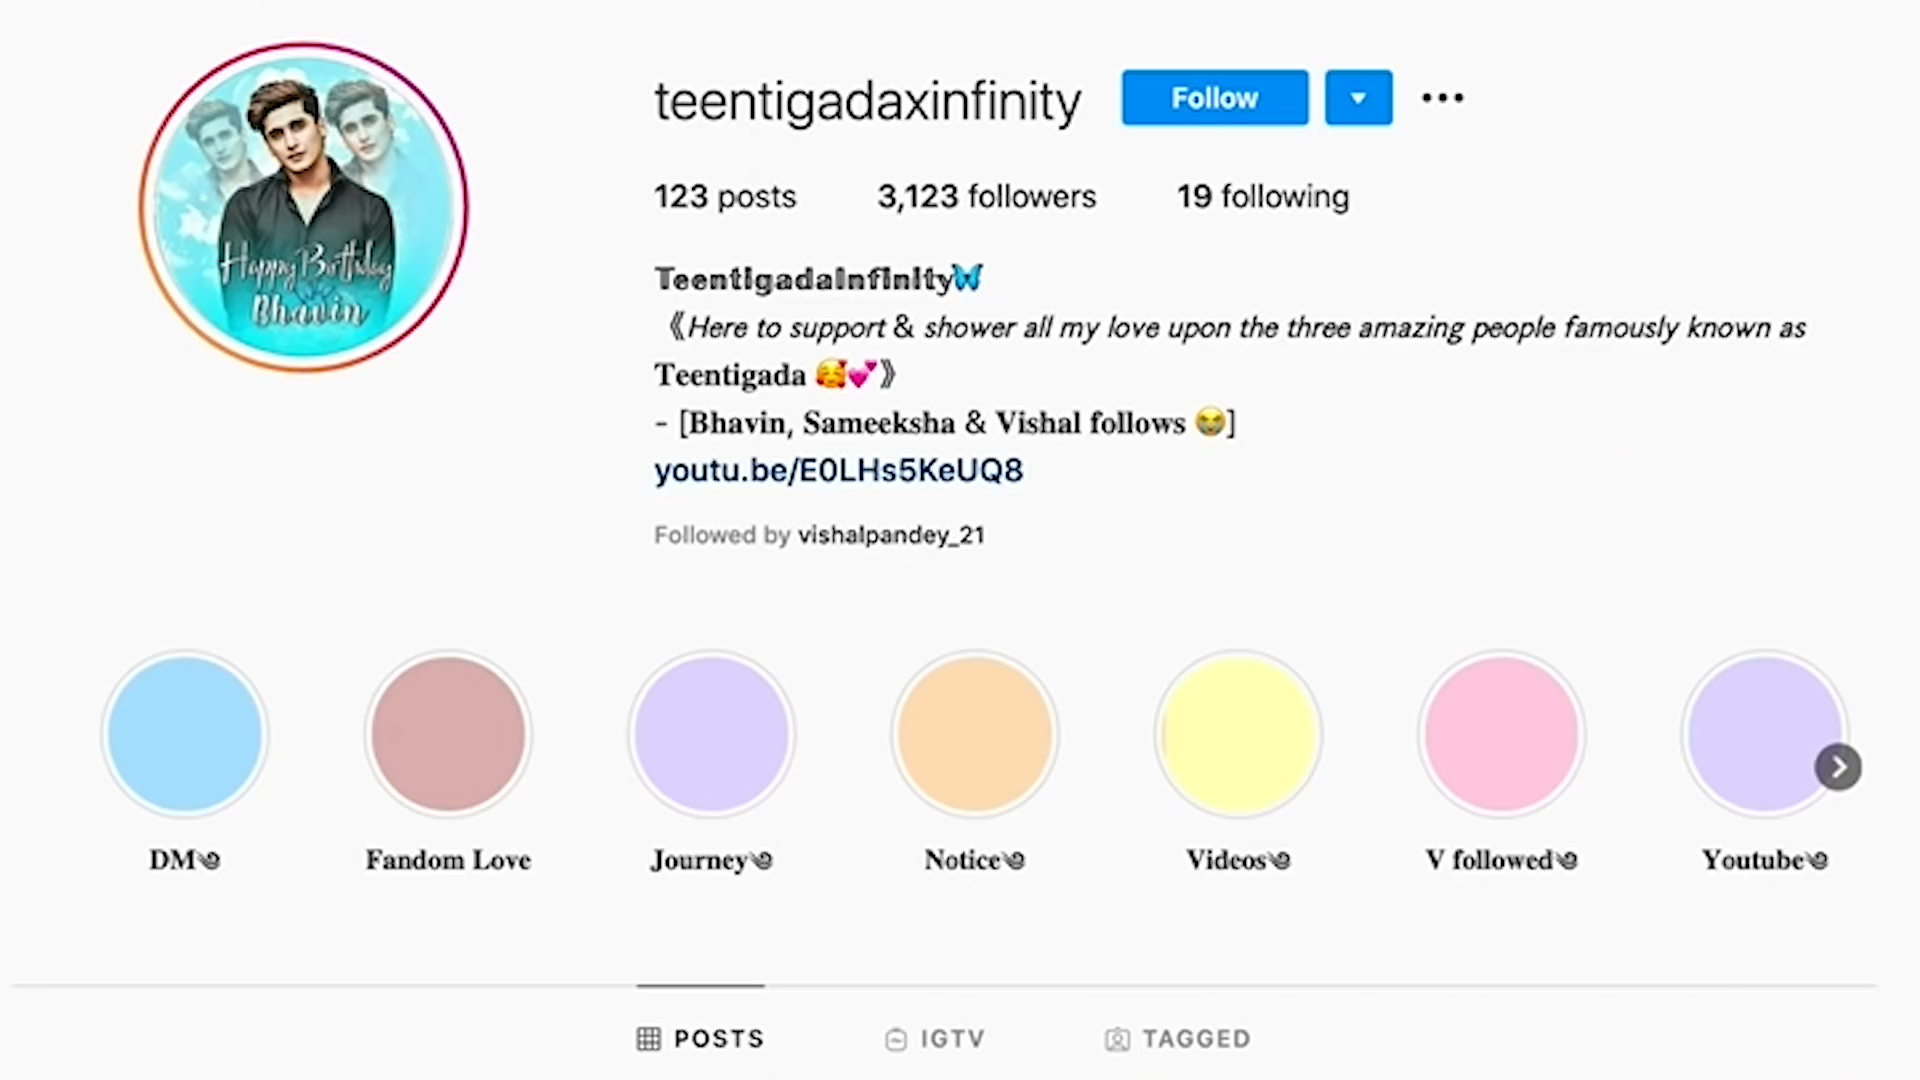 teentigadaxinfinity Follow
123 posts 3,123 followers 19 following
TeentigadaInfinity🦋
《Here to support & shower all my love upon the three amazing people famously known as
Teentigada 🥰💕》
- [Bhavin, Sameeksha & Vishal follows 😭]
youtu.be/E0LHs5KeUQ8
Followed by vishalpandey_21
Happy Birthday
Bhavin
DM༄ Fandom Love Journey༄ Notice༄ Videos༄ V followed༄ Youtube༄
POSTS IGTV TAGGED